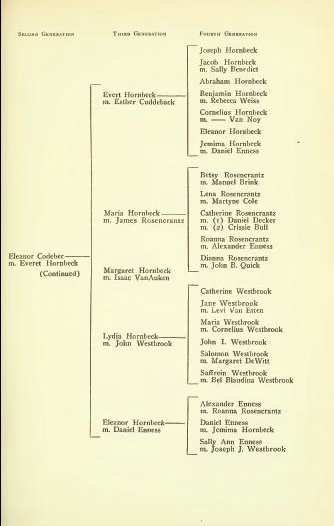 SECOND GENERATION THIRD GENERATION FOURTH GENERATION
Eleanor Codebec
m. Everet Hornbeck
(Continued)
Evert Hornbeck
m. Esther Cuddeback
Maria Hornbeck
m. James Rosencrantz
Margaret Hornbeck
m. Isaac VanAuken
Lydia Hornbeck
m. John Westbrook
Eleanor Hornbeck
m. Daniel Enness
Joseph Hornbeck
Jacob Hornbeck
m. Sally Benedict
Abraham Hornbeck
Benjamin Hornbeck
m. Rebecca Weiss
Cornelius Hornbeck
m. —— Van Noy
Eleanor Hornbeck
Jemima Hornbeck
m. Daniel Enness
Betsy Rosencrantz
m. Manuel Brink
Lena Rosencrantz
m. Martyne Cole
Catherine Rosencrantz
m. (1) Daniel Decker
m. (2) Crissie Bull
Roanna Rosencrantz
m. Alexander Enness
Dianna Rosencrantz
m. John B. Quick
Catherine Westbrook
Jane Westbrook
m. Levi Van Etten
Maria Westbrook
m. Cornelius Westbrook
John I. Westbrook
Salomon Westbrook
m. Margaret DeWitt
Saffrein Westbrook
m. Bel Blandina Westbrook
Alexander Enness
m. Roanna Rosencrantz
Daniel Enness
m. Jemima Hornbeck
Sally Ann Enness
m. Joseph J. Westbrook